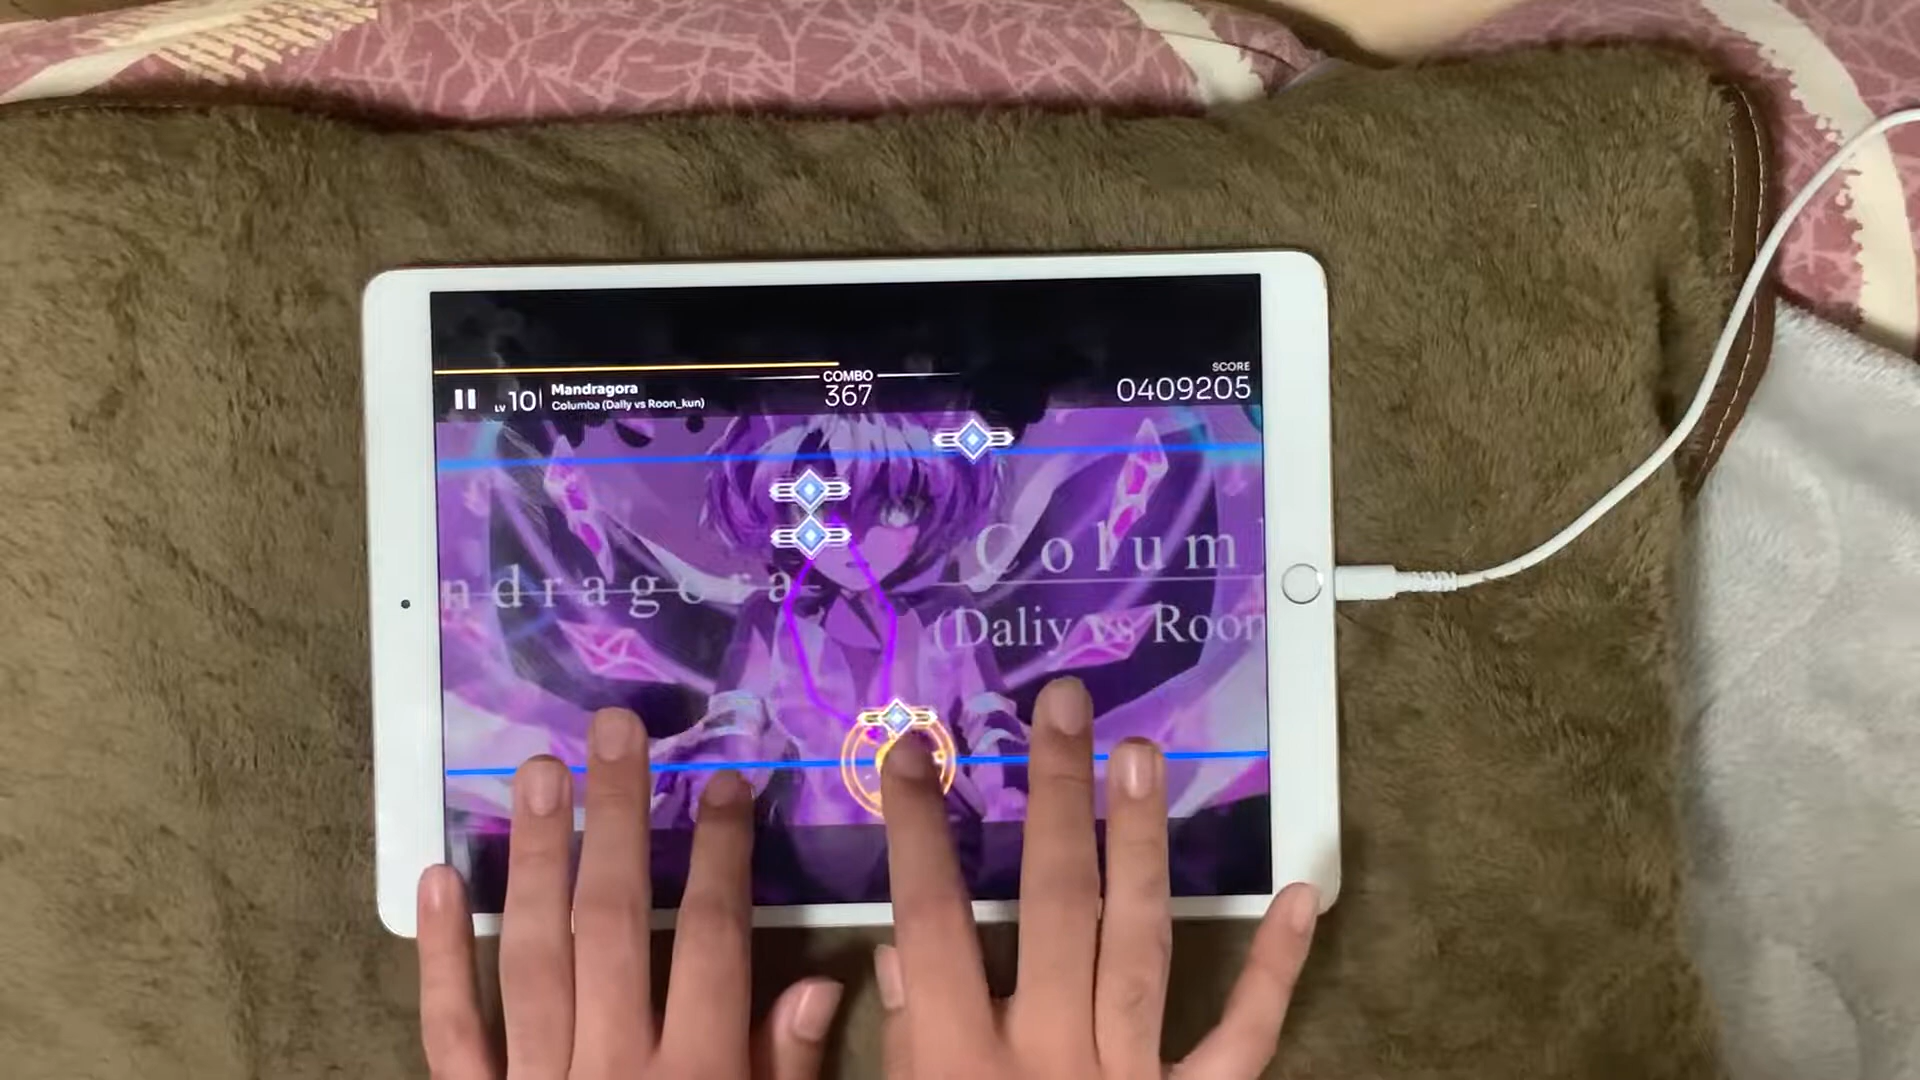 COMBO
367
SCORE
0409205
LV 10
Mandragora
Columba (Daliy vs Roon_kun)
ndragora
Colum
(Daliy vs Roon